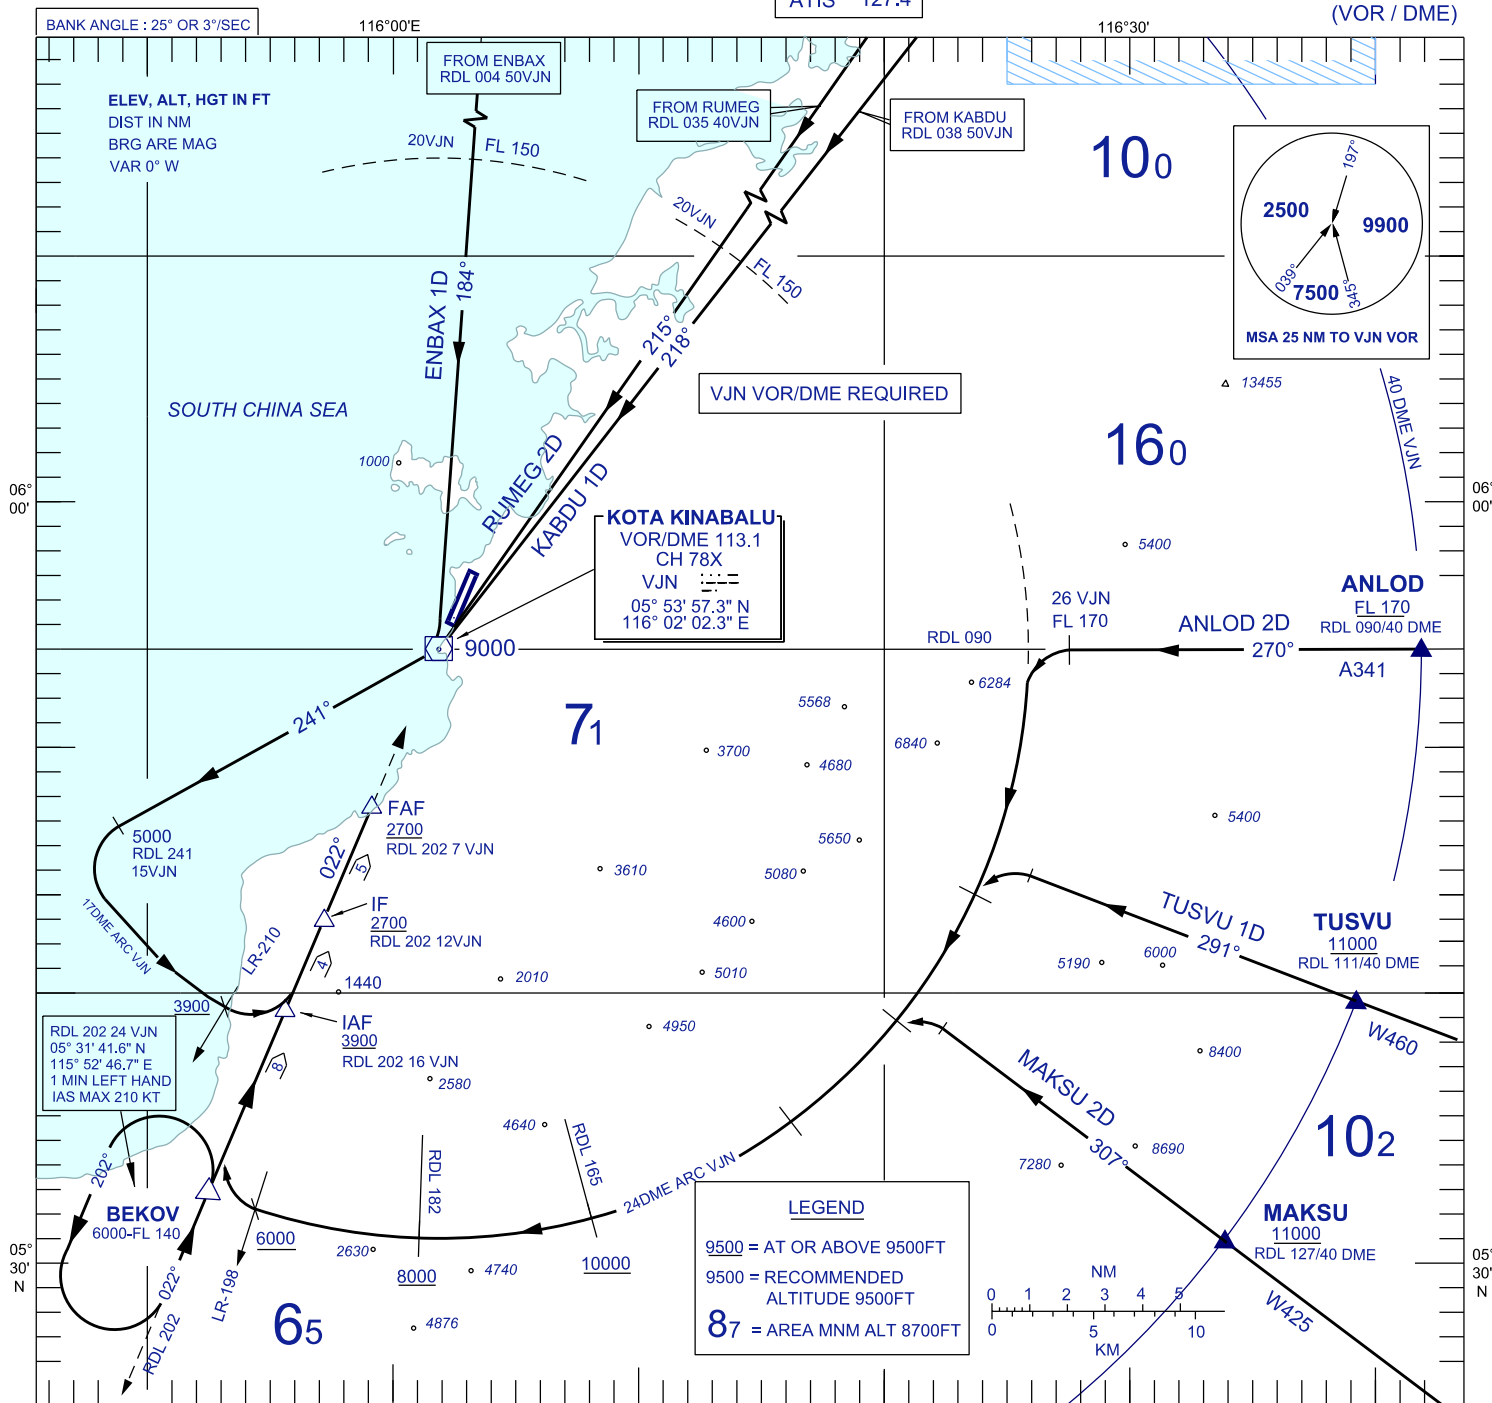 ATIS 127.4
(VOR / DME)
BANK ANGLE : 25° OR 3°/SEC
116°00'E
116°30'
FROM ENBAX
RDL 004 50VJN
ELEV, ALT, HGT IN FT
DIST IN NM
BRG ARE MAG
VAR 0° W
20VJN FL 150
FROM RUMEG
RDL 035 40VJN
FROM KABDU
RDL 038 50VJN
10 0
197°
2500
9900
039°
7500
345°
MSA 25 NM TO VJN VOR
20VJN
FL 150
ENBAX 1D
184°
215°
218°
SOUTH CHINA SEA
VJN VOR/DME REQUIRED
13455
40 DME VJN
16 0
1000
RUMEG 2D
KABDU 1D
06°
00'
06°
00'
KOTA KINABALU
VOR/DME 113.1
CH 78X
VJN
05° 53' 57.3" N
116° 02' 02.3" E
5400
ANLOD
FL 170
RDL 090/40 DME
26 VJN
FL 170
RDL 090
ANLOD 2D
270°
A341
9000
6284
241°
7 1
5568
3700
4680
6840
FAF
2700
RDL 202 7 VJN
5000
RDL 241
15VJN
022°
5
3610
5650
5080
5400
17DME ARC VJN
LR-210
IF
2700
RDL 202 12VJN
4
4600
TUSVU 1D
291°
TUSVU
11000
RDL 111/40 DME
3900
1440
2010
5010
5190
6000
IAF
3900
RDL 202 16 VJN
4950
W460
RDL 202 24 VJN
05° 31' 41.6" N
115° 52' 46.7" E
1 MIN LEFT HAND
IAS MAX 210 KT
8
2580
8400
MAKSU 2D
307°
10 2
4640
8690
7280
202°
RDL 182
RDL 165
24DME ARC VJN
BEKOV
6000-FL 140
6000
2630
8000
4740
10000
LEGEND
9500 = AT OR ABOVE 9500FT
9500 = RECOMMENDED
ALTITUDE 9500FT
8 7 = AREA MNM ALT 8700FT
MAKSU
11000
RDL 127/40 DME
05°
30'
N
05°
30'
N
022°
LR-198
RDL 202
6 5
4876
NM
0 1 2 3 4 5
0 5 10
KM
W425